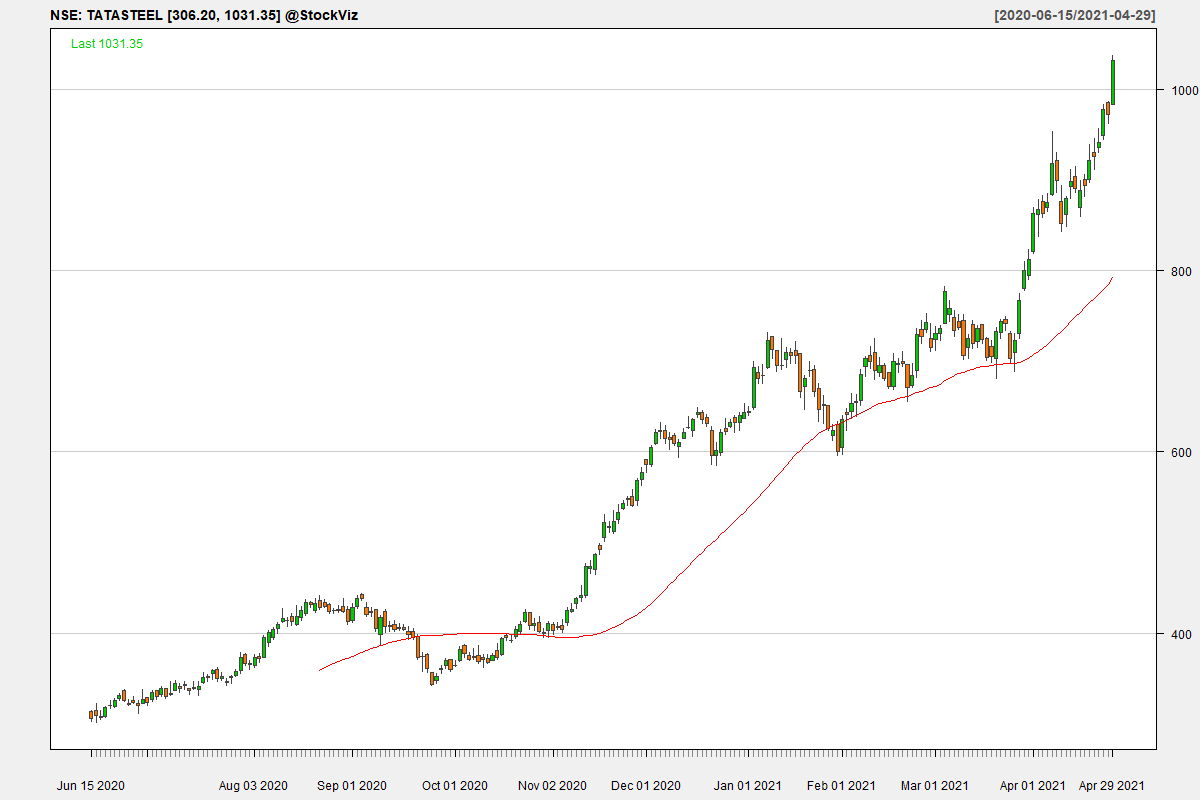 NSE: TATASTEEL [306.20, 1031.35] @StockViz
[2020-06-15/2021-04-29]
Last 1031.35
1000
800
600
400
Jun 15 2020
Aug 03 2020
Sep 01 2020
Oct 01 2020
Nov 02 2020
Dec 01 2020
Jan 01 2021
Feb 01 2021
Mar 01 2021
Apr 01 2021
Apr 29 2021